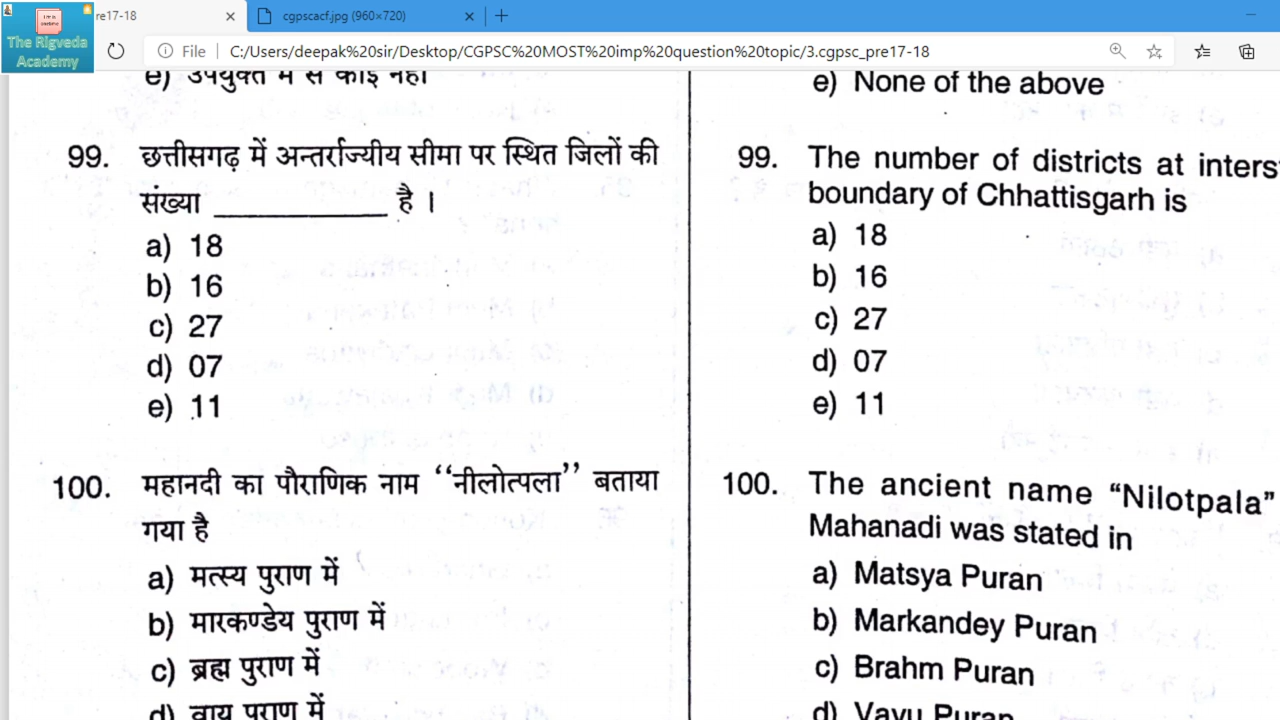 re17-18
cgpscacf.jpg (960×720)
The Rigveda
Academy
File
C:/Users/deepak%20sir/Desktop/CGPSC%20MOST%20imp%20question%20topic/3.cgpsc_pre17-18
e) उपर्युक्त में से कोई नहीं
99. छत्तीसगढ़ में अन्तर्राज्यीय सीमा पर स्थित जिलों की
संख्या ____________ है ।
a) 18
b) 16
c) 27
d) 07
e) 11
100. महानदी का पौराणिक नाम ‘‘नीलोत्पला’’ बताया
गया है
a) मत्स्य पुराण में
b) मारकण्डेय पुराण में
c) ब्रह्म पुराण में
d) वायु पुराण में
e) None of the above
99. The number of districts at inters
boundary of Chhattisgarh is
a) 18
b) 16
c) 27
d) 07
e) 11
100. The ancient name “Nilotpala”
Mahanadi was stated in
a) Matsya Puran
b) Markandey Puran
c) Brahm Puran
d) Vayu Puran